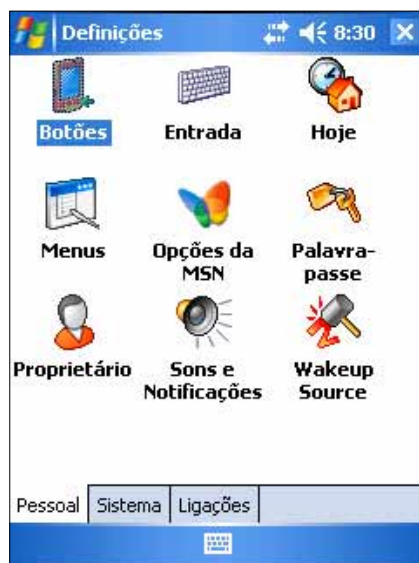 Definições 8:30
Botões Entrada Hoje
Menus Opções da Palavra-
MSN passe
Proprietário Sons e Wakeup
Notificações Source
Pessoal Sistema Ligações